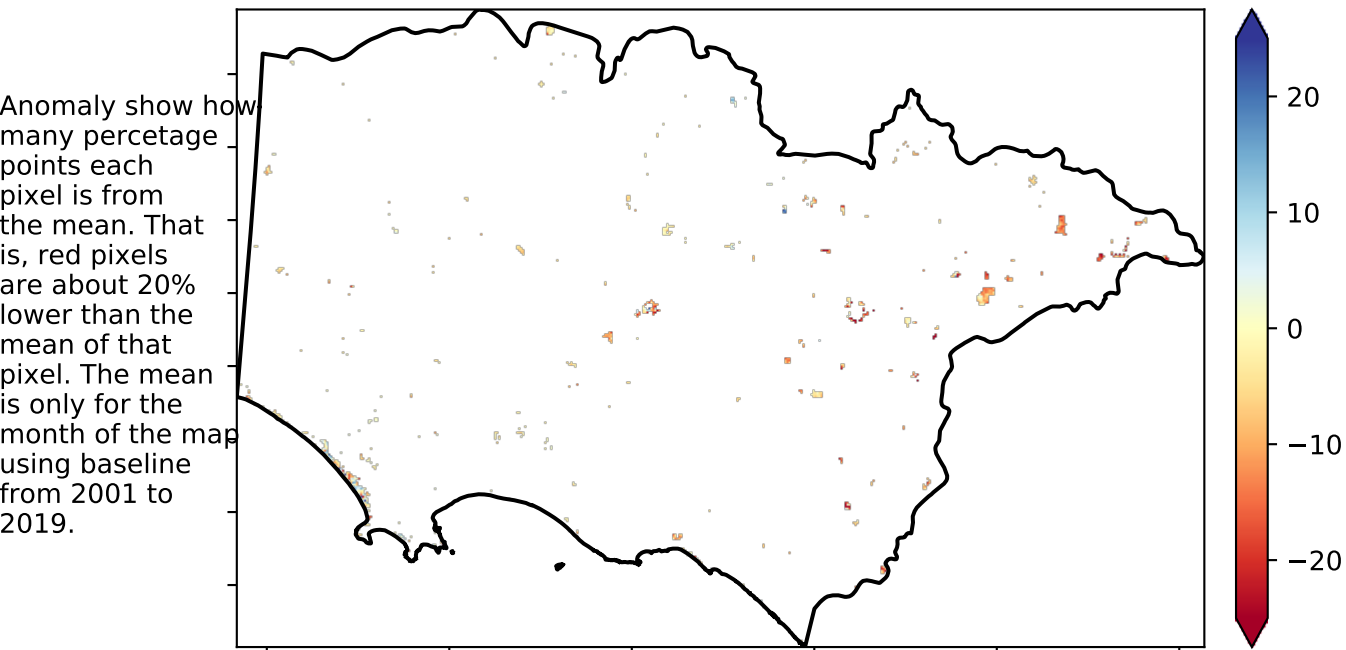 Anomaly show how
many percetage
points each
pixel is from
the mean. That
is, red pixels
are about 20%
lower than the
mean of that
pixel. The mean
is only for the
month of the map
using baseline
from 2001 to
2019.
20
10
0
−10
−20